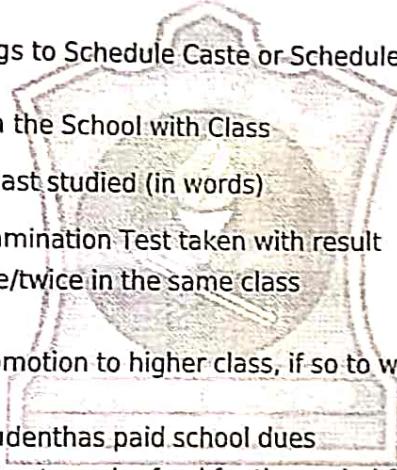 gs to Schedule Caste or Schedule
the School with Class
ast studied (in words)
amination Test taken with result
e/twice in the same class
omotion to higher class, if so to w
udenthas paid school dues